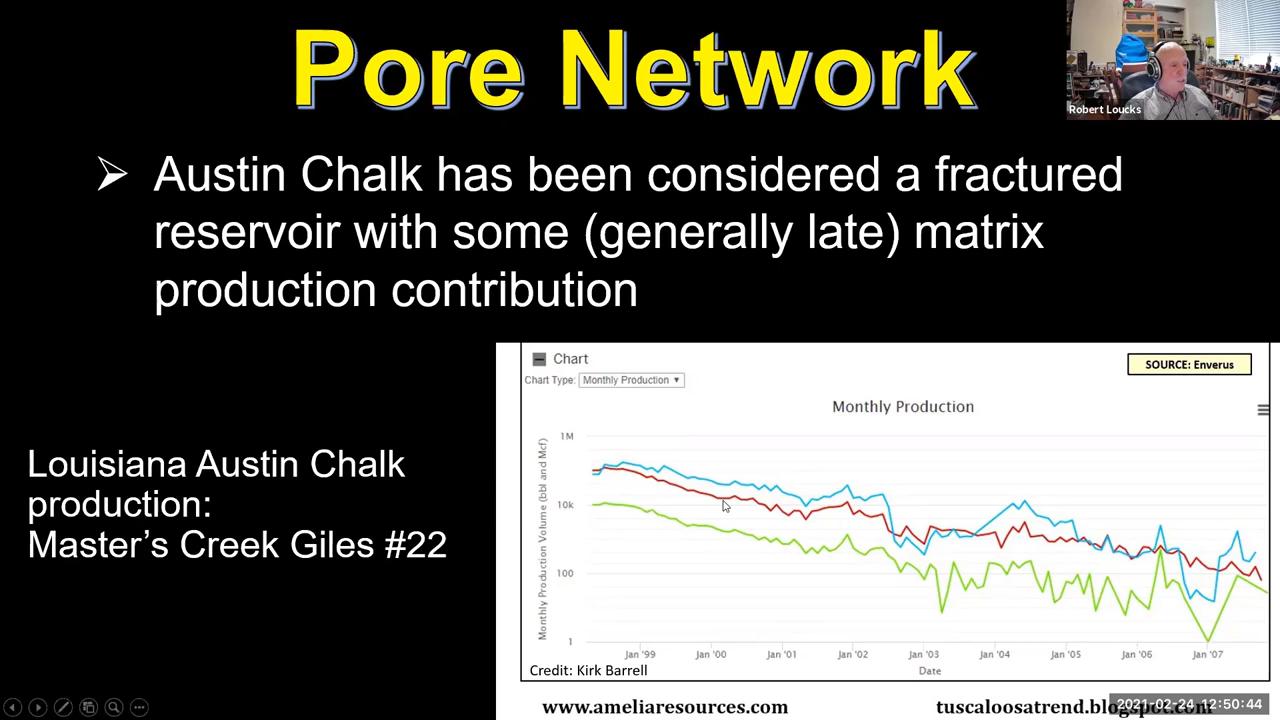 Pore Network
Robert Loucks
➢ Austin Chalk has been considered a fractured
reservoir with some (generally late) matrix
production contribution
Louisiana Austin Chalk
production:
Master’s Creek Giles #22
Chart
SOURCE: Enverus
Chart Type: Monthly Production ▼
Monthly Production
Monthly Production Volume (bbl and Mcf)
1M
10k
100
1
Jan '99 Jan '00 Jan '01 Jan '02 Jan '03 Jan '04 Jan '05 Jan '06 Jan '07
Date
Credit: Kirk Barrell
www.ameliaresources.com
tuscaloosatrend.blogspot.com
2021-02-24 12:50:44